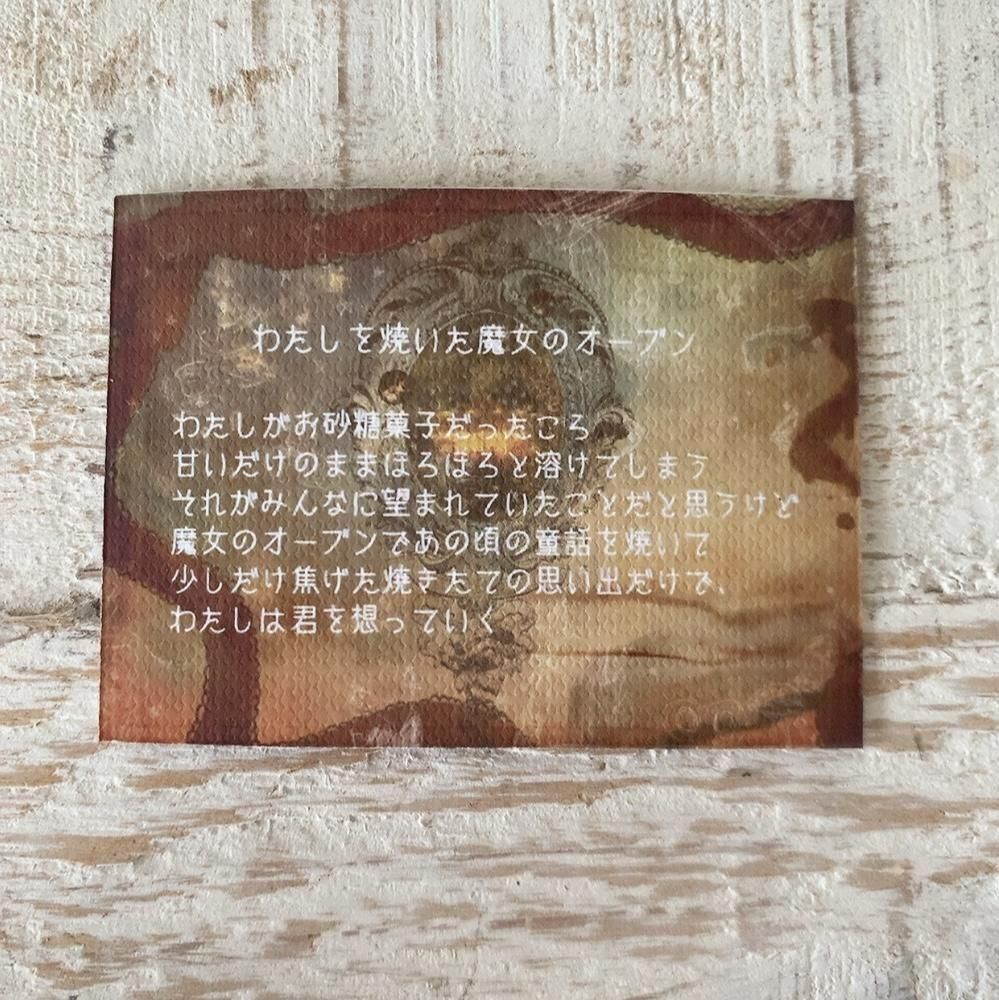 わたしを焼いた魔女のオーブン
わたしがお砂糖菓子だったころ
甘いだけのままほろほろと溶けてしまう
それがみんなに望まれていたことだと思うけど
魔女のオーブンであの頃の童話を焼いて
少しだけ焦げた焼きたての思い出だけで、
わたしは君を想っていく